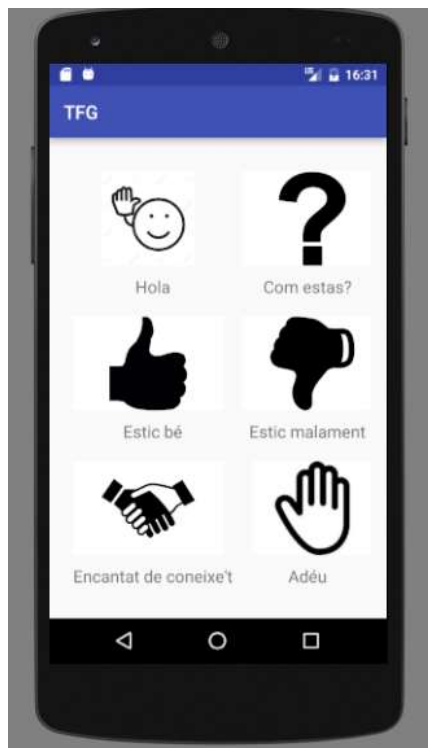 16:31
TFG
Hola
Com estas?
Estic bé
Estic malament
Encantat de coneixe't
Adéu